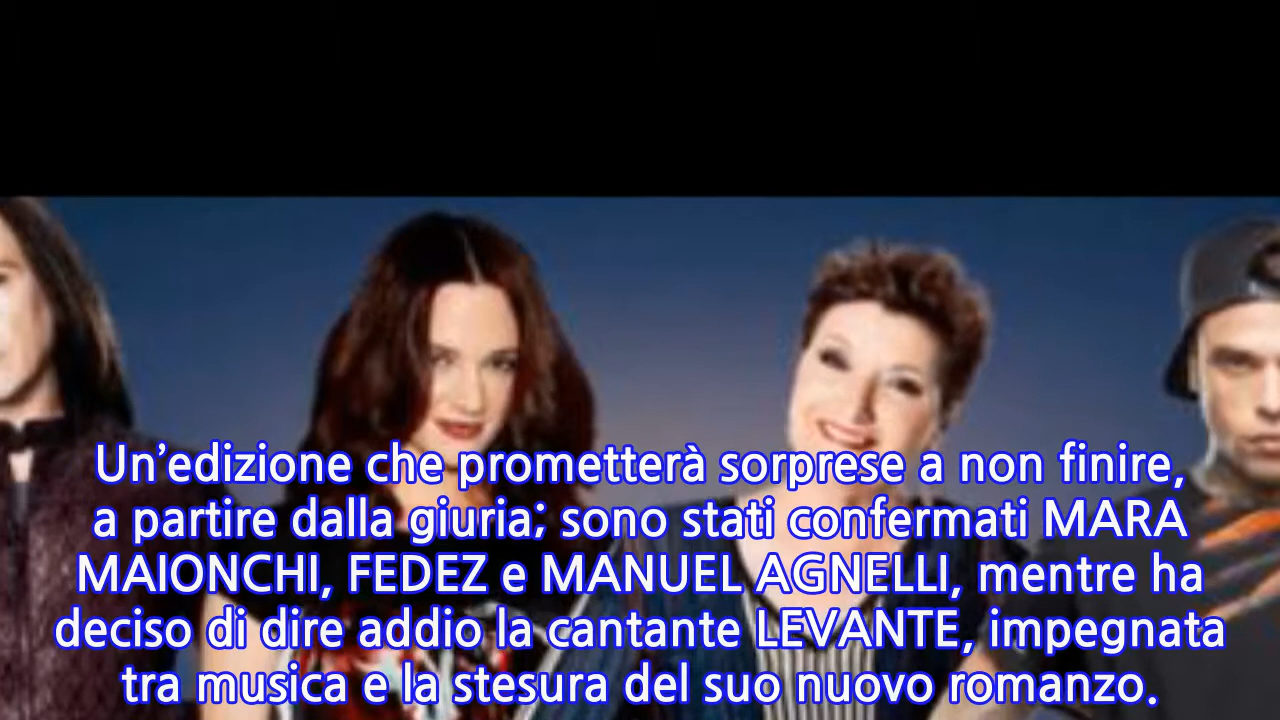 Un’edizione che prometterà sorprese a non finire,
a partire dalla giuria; sono stati confermati MARA
MAIONCHI, FEDEZ e MANUEL AGNELLI, mentre ha
deciso di dire addio la cantante LEVANTE, impegnata
tra musica e la stesura del suo nuovo romanzo.